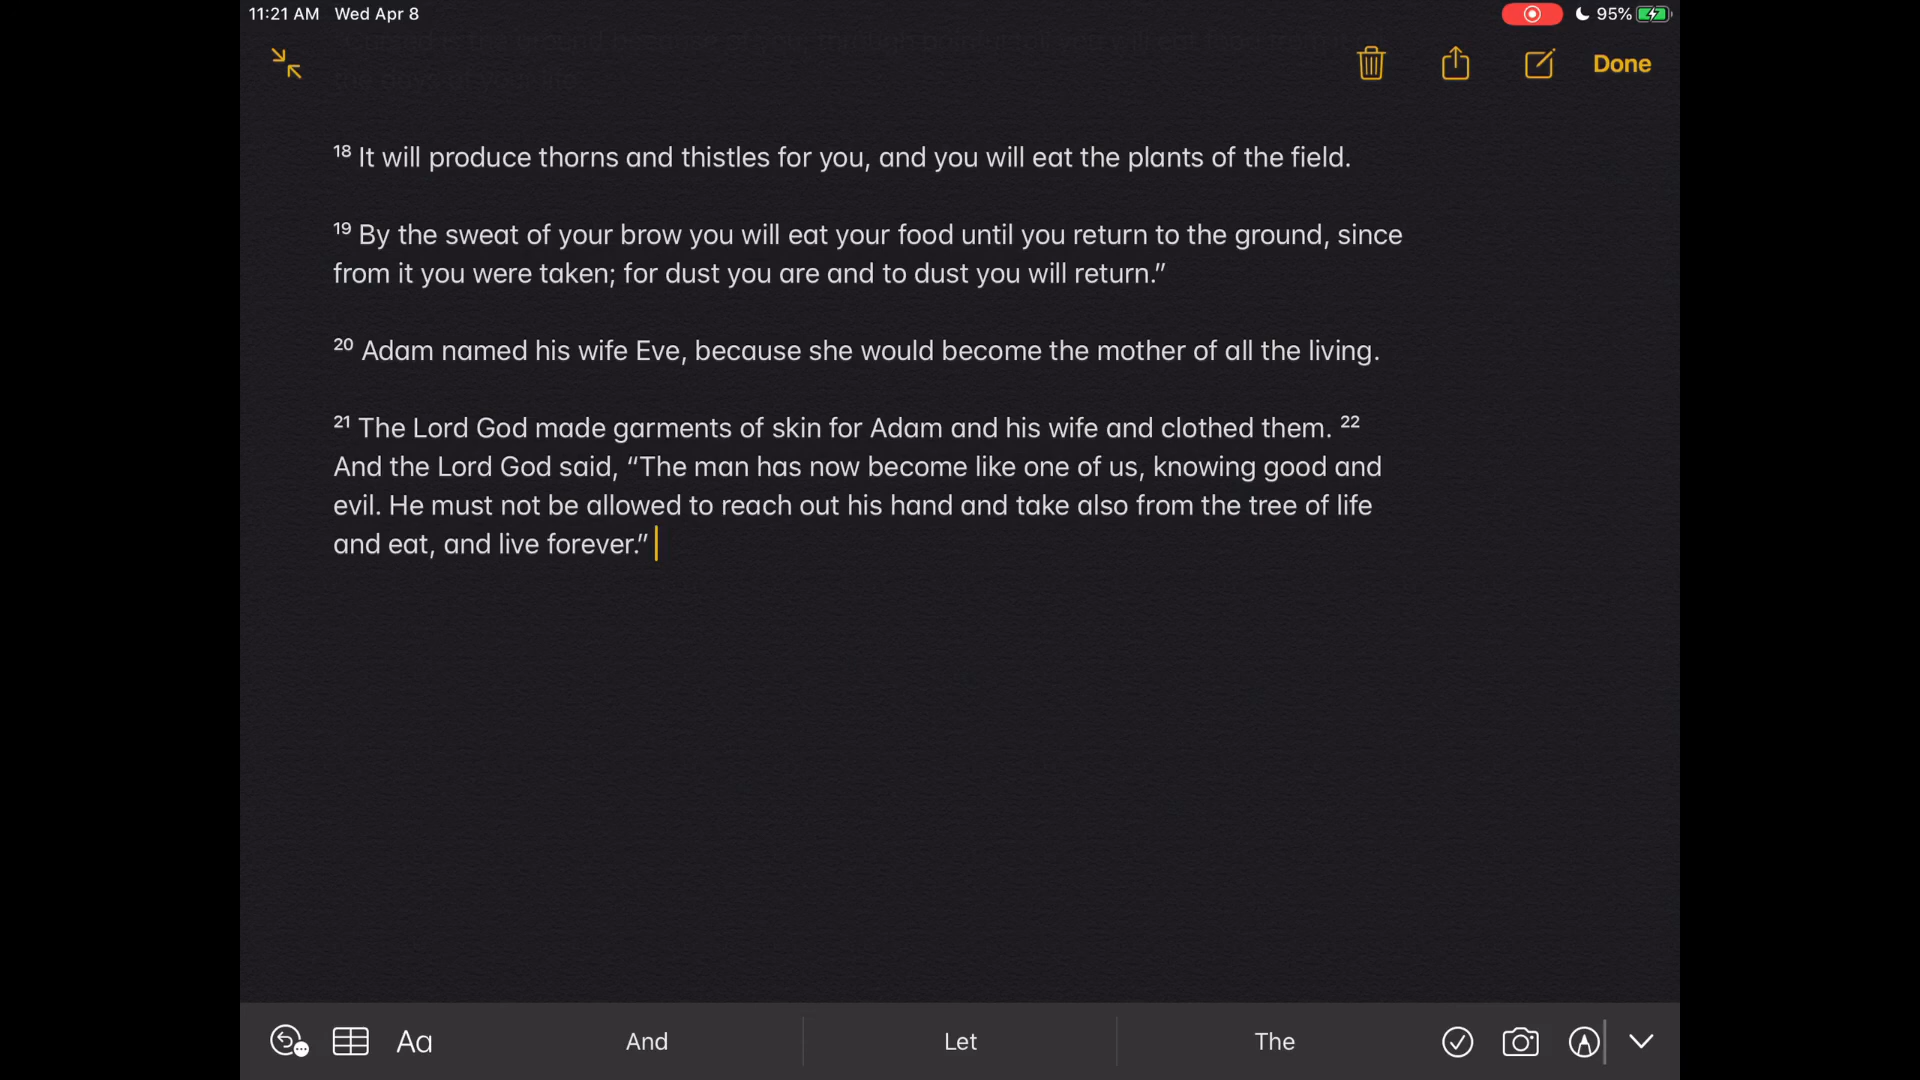 11:21 AM Wed Apr 8
95%
Done
18 It will produce thorns and thistles for you, and you will eat the plants of the field.
19 By the sweat of your brow you will eat your food until you return to the ground, since
from it you were taken; for dust you are and to dust you will return.”
20 Adam named his wife Eve, because she would become the mother of all the living.
21 The Lord God made garments of skin for Adam and his wife and clothed them. 22
And the Lord God said, “The man has now become like one of us, knowing good and
evil. He must not be allowed to reach out his hand and take also from the tree of life
and eat, and live forever.”
Aa And Let The